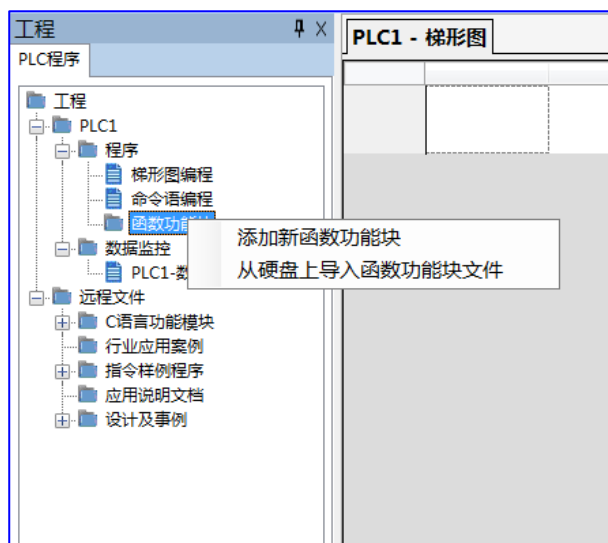 工程
PLC程序
工程
PLC1
程序
梯形图编程
命令语编程
函数功能
数据监控
PLC1-数
远程文件
C语言功能模块
行业应用案例
指令样例程序
应用说明文档
设计及事例
PLC1 - 梯形图
添加新函数功能块
从硬盘上导入函数功能块文件